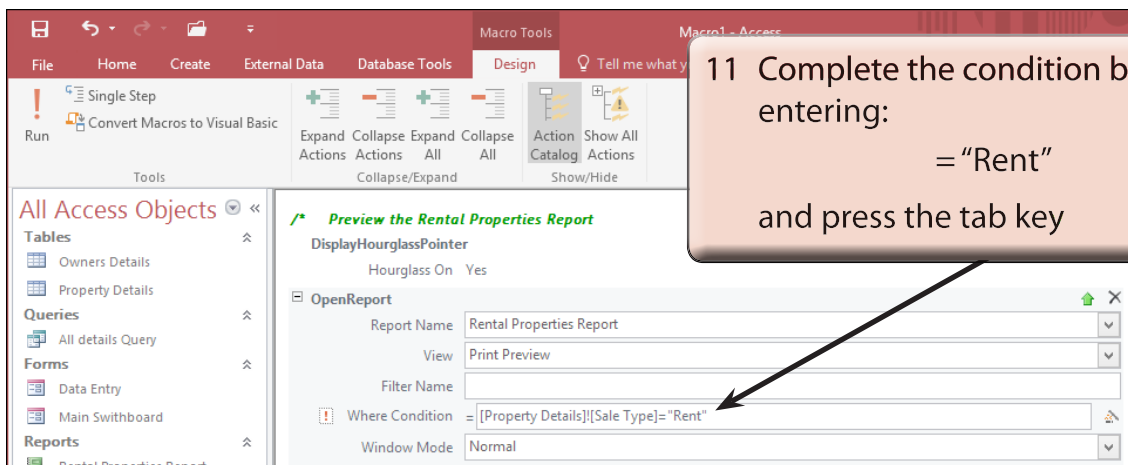 Macro Tools
Macro1 - Access
File Home Create External Data Database Tools Design Tell me what y
Single Step
Convert Macros to Visual Basic
Run
Expand Collapse Expand Collapse Action Show All
Actions Actions All All Catalog Actions
Tools Collapse/Expand Show/Hide
11 Complete the condition b
entering:
="Rent"
and press the tab key
All Access Objects
Tables
Owners Details
Property Details
Queries
All details Query
Forms
Data Entry
Main Swithboard
Reports
Rental Properties Report
/* Preview the Rental Properties Report
DisplayHourglassPointer
Hourglass On Yes
OpenReport
Report Name Rental Properties Report
View Print Preview
Filter Name
Where Condition = [Property Details]![Sale Type]="Rent"
Window Mode Normal